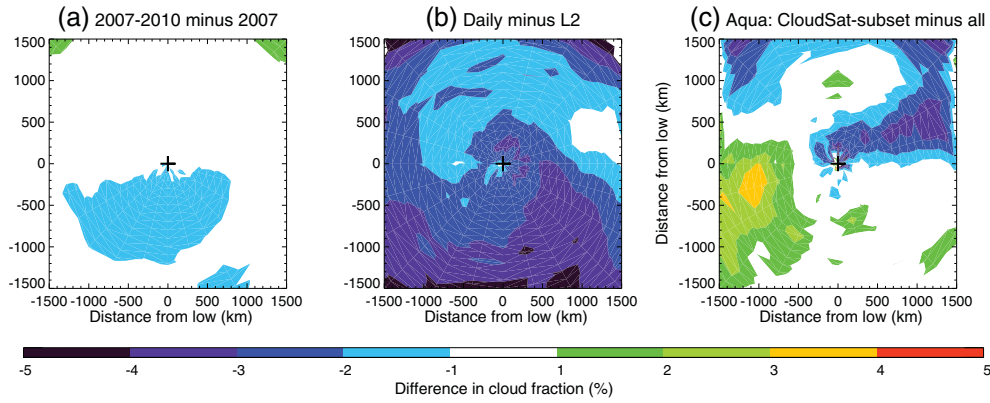 (a) 2007-2010 minus 2007
(b) Daily minus L2
(c) Aqua: CloudSat-subset minus all
1500
1000
500
0
-500
-1000
-1500
-1500 -1000 -500 0 500 1000 1500
Distance from low (km)
1500
1000
500
0
-500
-1000
-1500
-1500 -1000 -500 0 500 1000 1500
Distance from low (km)
Distance from low (km)
1500
1000
500
0
-500
-1000
-1500
-1500 -1000 -500 0 500 1000 1500
Distance from low (km)
-5 -4 -3 -2 -1 1 2 3 4 5
Difference in cloud fraction (%)